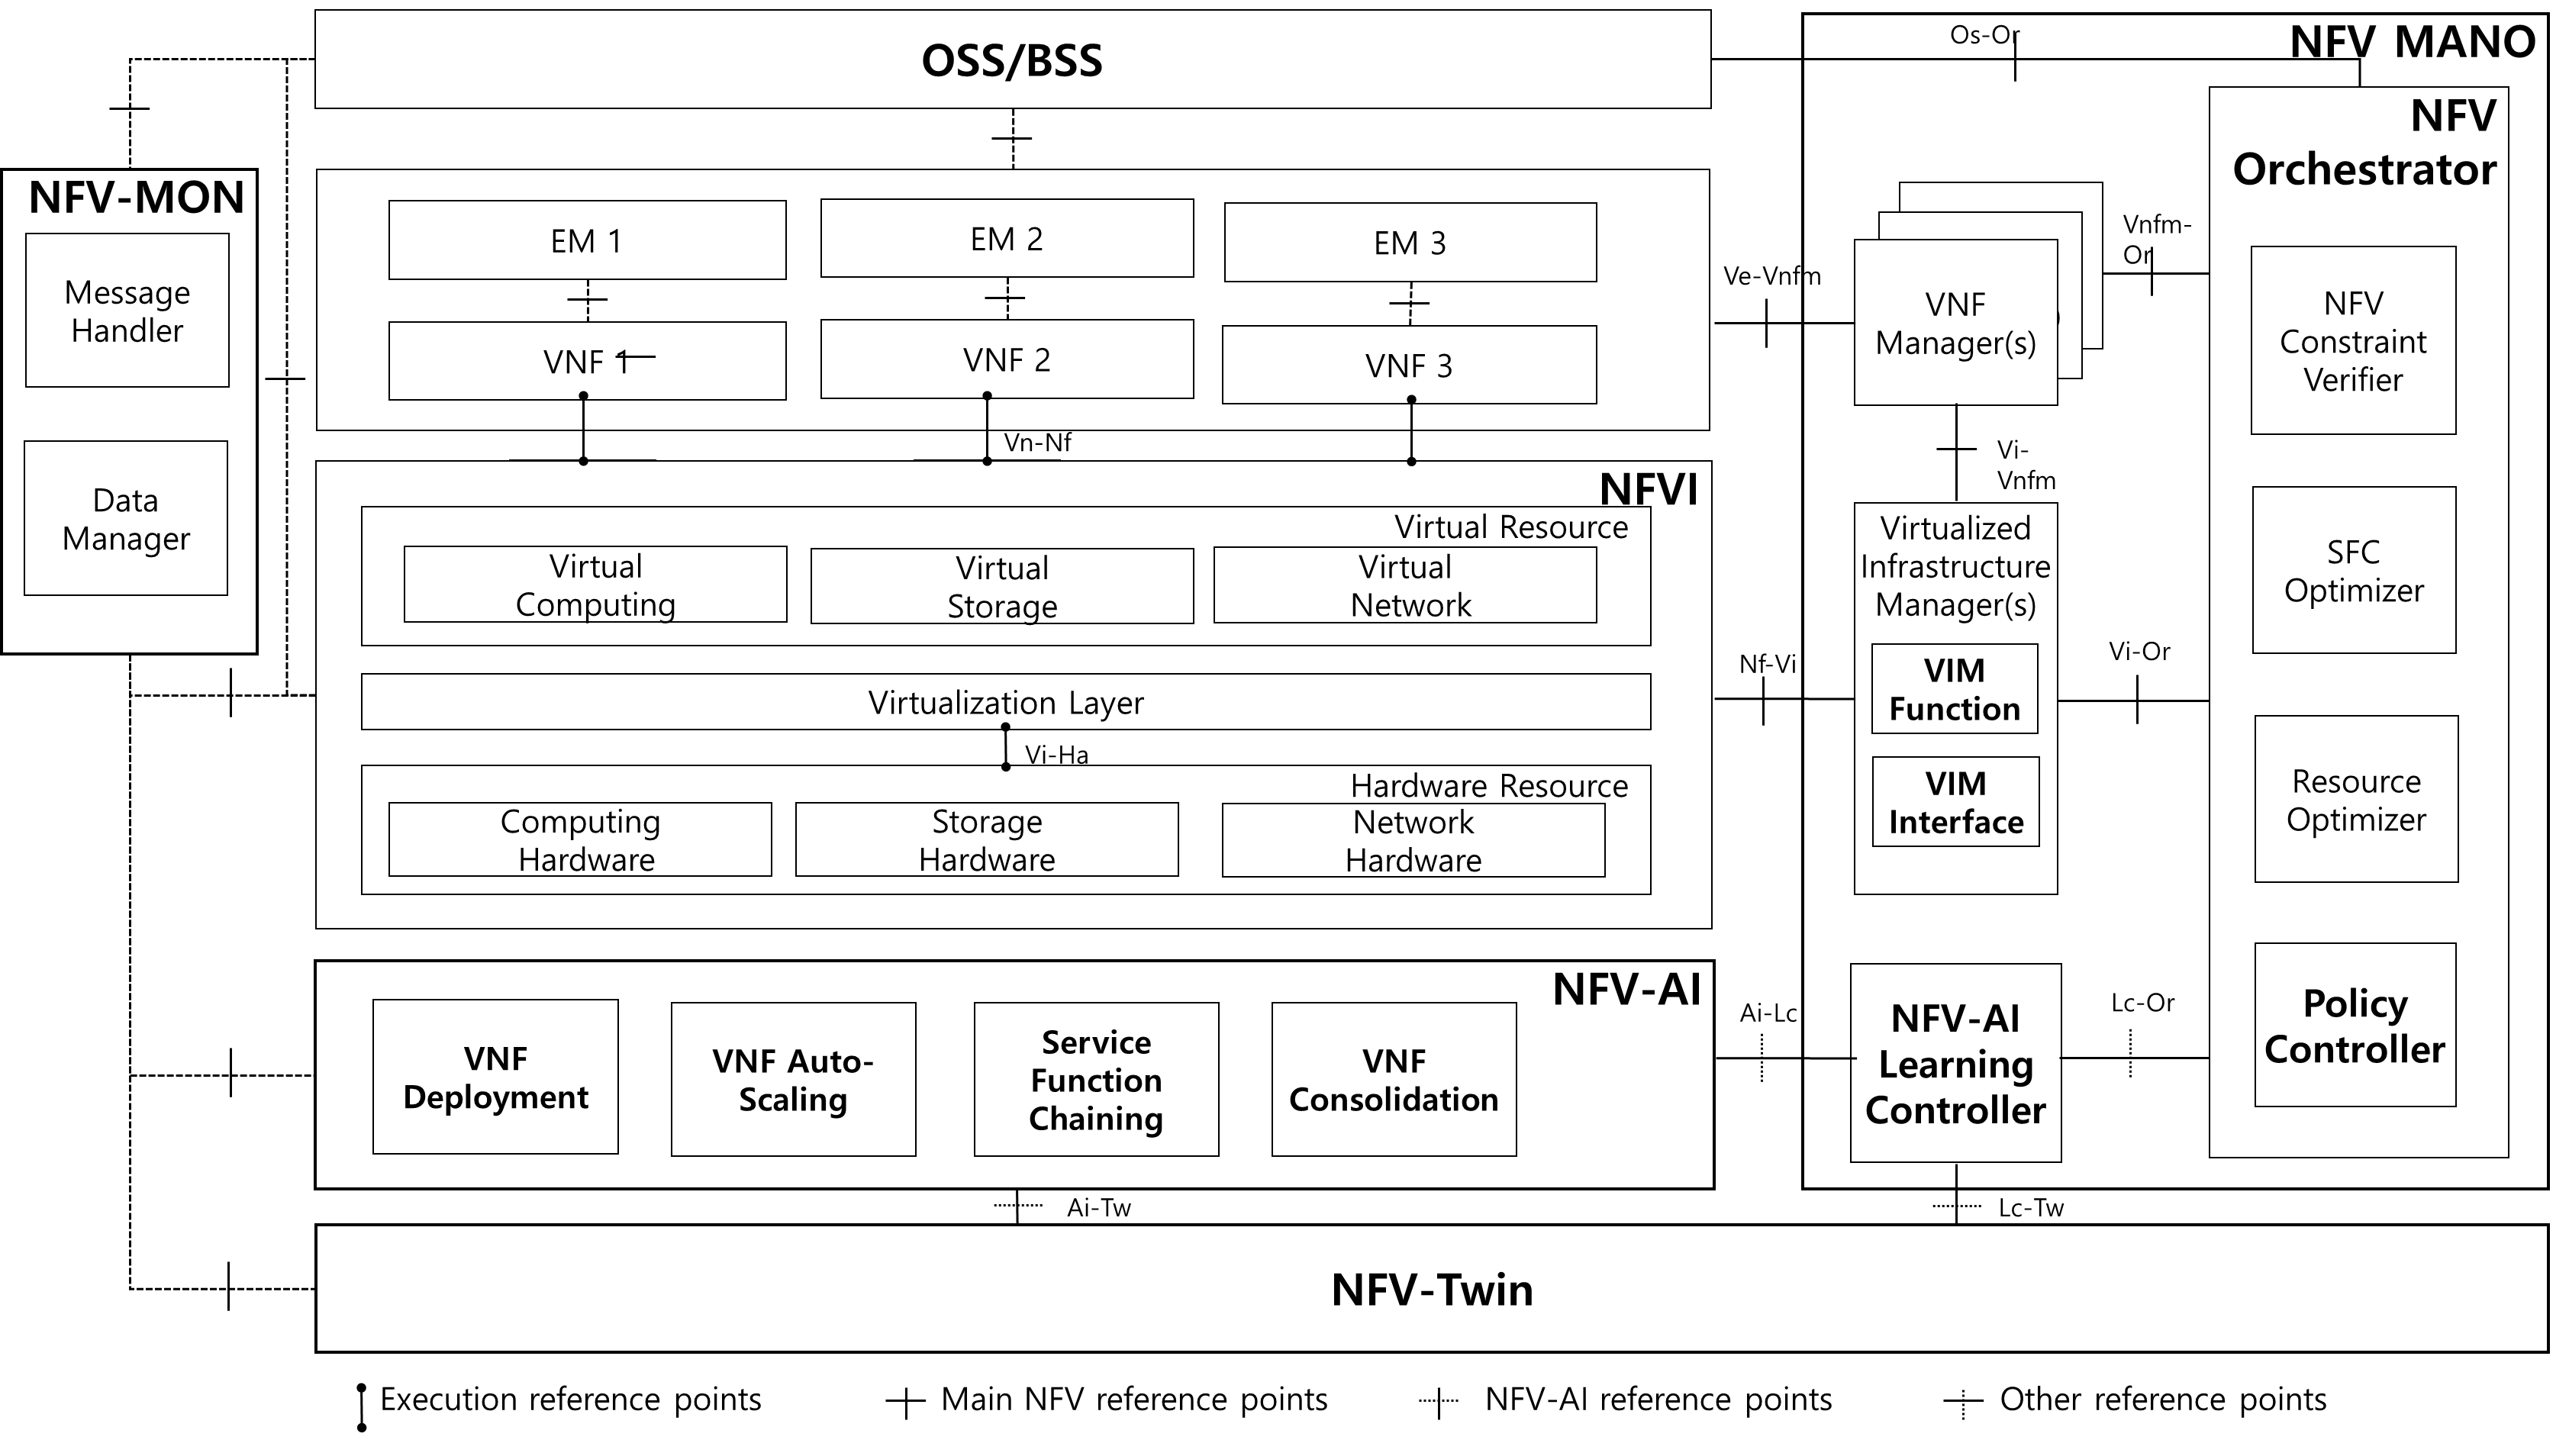 OSS/BSS
Os-Or
NFV MANO
NFV-MON
Message
Handler
Data
Manager
EM 1
EM 2
EM 3
VNF 1
VNF 2
VNF 3
Vn-Nf
Ve-Vnfm
VNF
Manager(s)
)
Vnfm-
Or
Vi-
Vnfm
NFV
Orchestrator
NFV
Constraint
Verifier
SFC
Optimizer
Resource
Optimizer
Policy
Controller
NFVI
Virtual Resource
Virtual
Computing
Virtual
Storage
Virtual
Network
Virtualization Layer
Vi-Ha
Hardware Resource
Computing
Hardware
Storage
Hardware
Network
Hardware
Nf-Vi
Virtualized
Infrastructure
Manager(s)
VIM
Function
VIM
Interface
Vi-Or
NFV-AI
VNF
Deployment
VNF Auto-
Scaling
Service
Function
Chaining
VNF
Consolidation
Ai-Lc
NFV-AI
Learning
Controller
Lc-Or
Ai-Tw
Lc-Tw
NFV-Twin
Execution reference points
Main NFV reference points
NFV-AI reference points
Other reference points